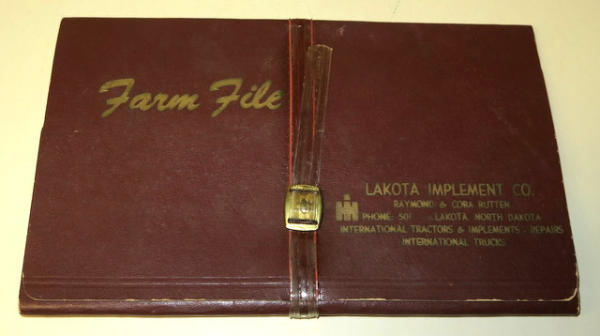 Farm File
LAKOTA IMPLEMENT CO.
RAYMOND & CORA RUTTEN
PHONE: 501 LAKOTA, NORTH DAKOTA
INTERNATIONAL TRACTORS & IMPLEMENTS - REPAIRS
INTERNATIONAL TRUCKS